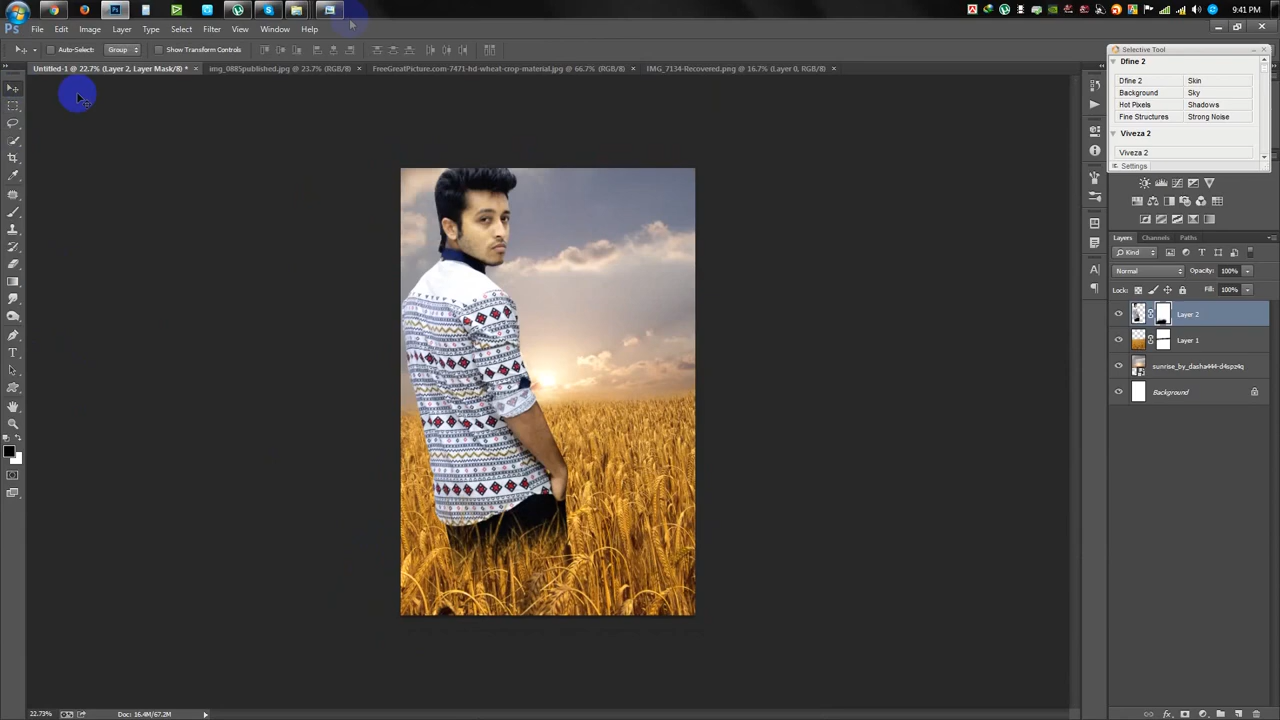 9:41 PM
Ps File Edit Image Layer Type Select Filter View Window Help
Auto-Select: Group Show Transform Controls
Untitled-1 @ 22.7% (Layer 2, Layer Mask/8) * × img_0885published.jpg @ 23.7% (RGB/8) × FreeGreatPicture.com-7471-hd-wheat-crop-material.jpg @ 66.7% (RGB/8) × IMG_7134-Recovered.png @ 16.7% (Layer 0, RGB/8) ×
Selective Tool
Define 2
Dfine 2 Skin
Background Sky
Hot Pixels Shadows
Fine Structures Strong Noise
Viveza 2
Viveza 2
Settings
Layers Channels Paths
Kind
Normal Opacity: 100%
Lock: Fill: 100%
Layer 2
Layer 1
sunrise_by_dasha444-d4spz4q
Background
22.73% Doc: 16.4M/67.2M